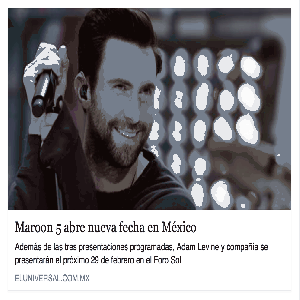 Maroon 5 abre nueva fecha en México
Además de las tres presentaciones programadas, Adam Levine y compañía se
presentarán el próximo 29 de febrero en el Foro Sol
ELUNIVERSAL.COM.MX